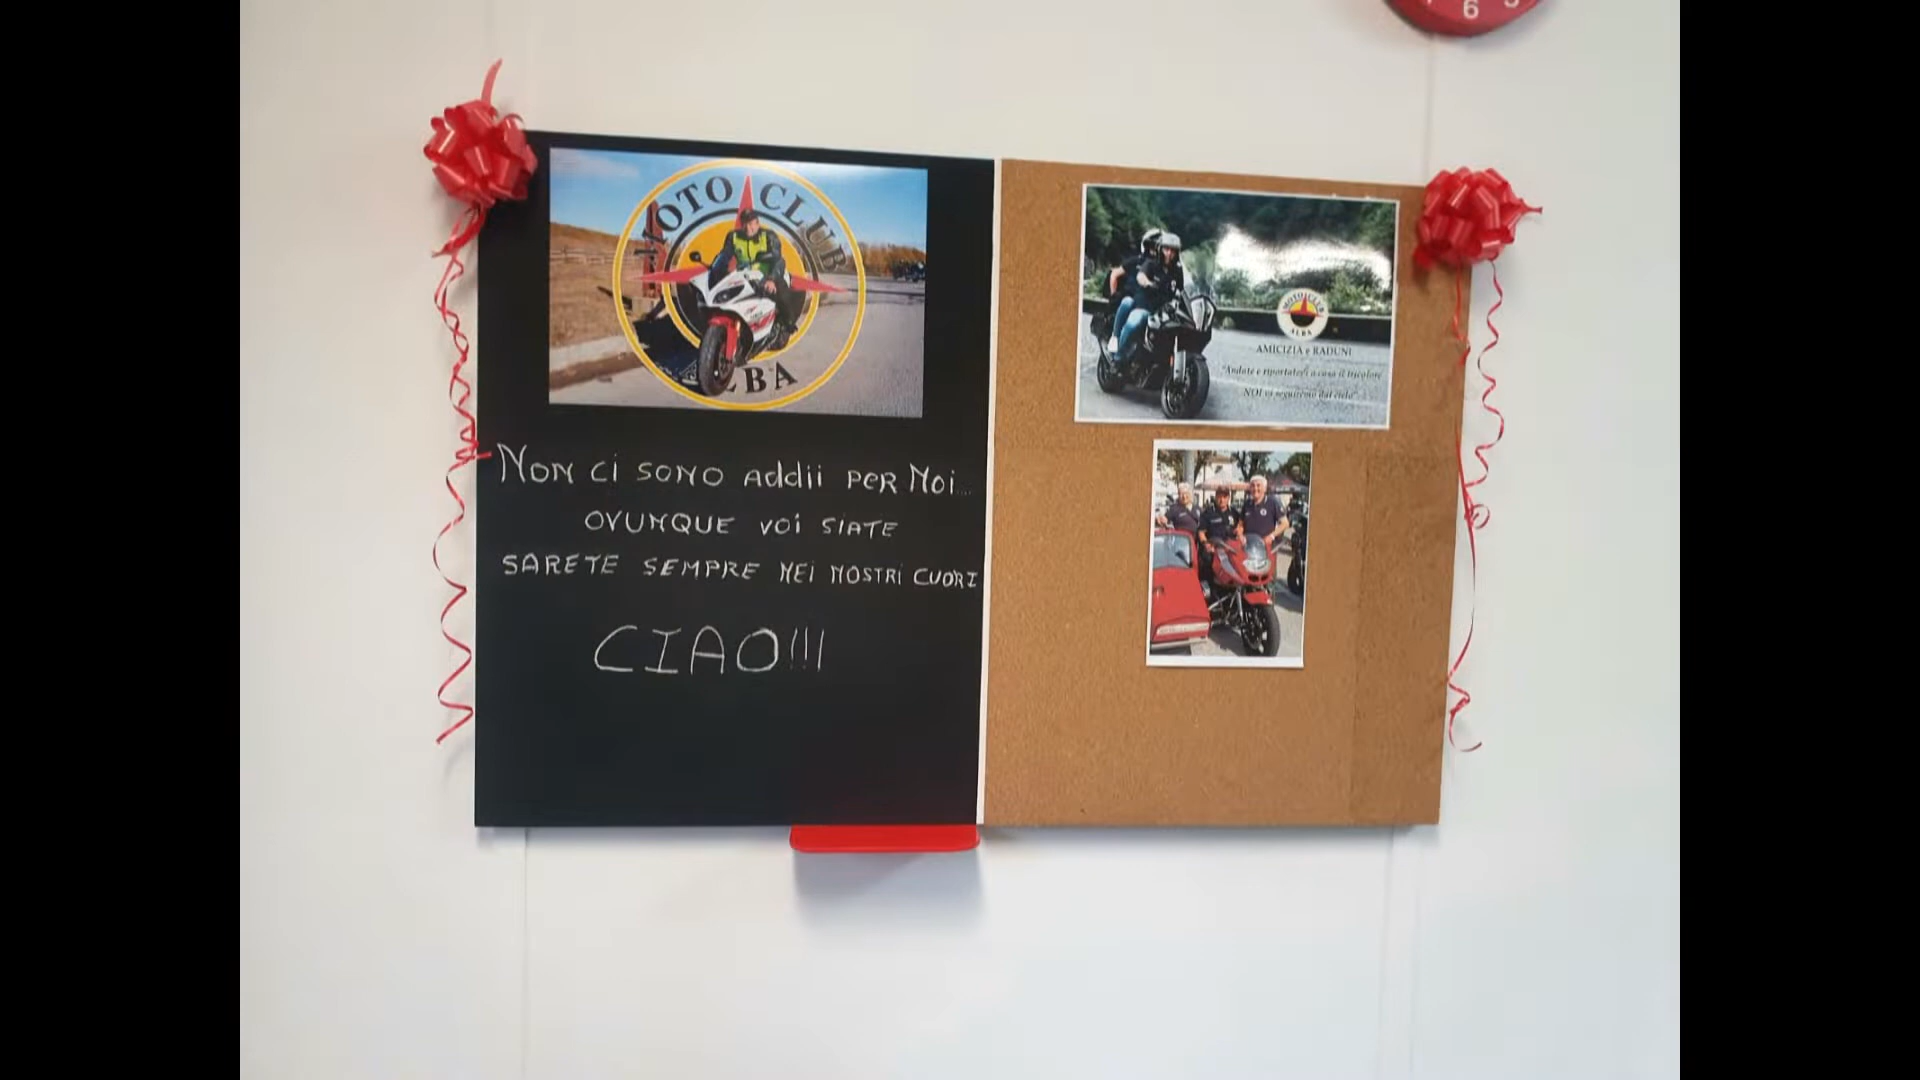 6
MOTO CLUB
ALBA
Non ci sono addii per Noi...
OVUNQUE voi SiATE
SARETE SEMPRE NEi NOSTRi CUORI
CIAO!!!
MOTO CLUB
ALBA
AMICIZIA e RADUNI
"Andate e riportateci a casa il tricolore
NOI vi seguiremo dal cielo"